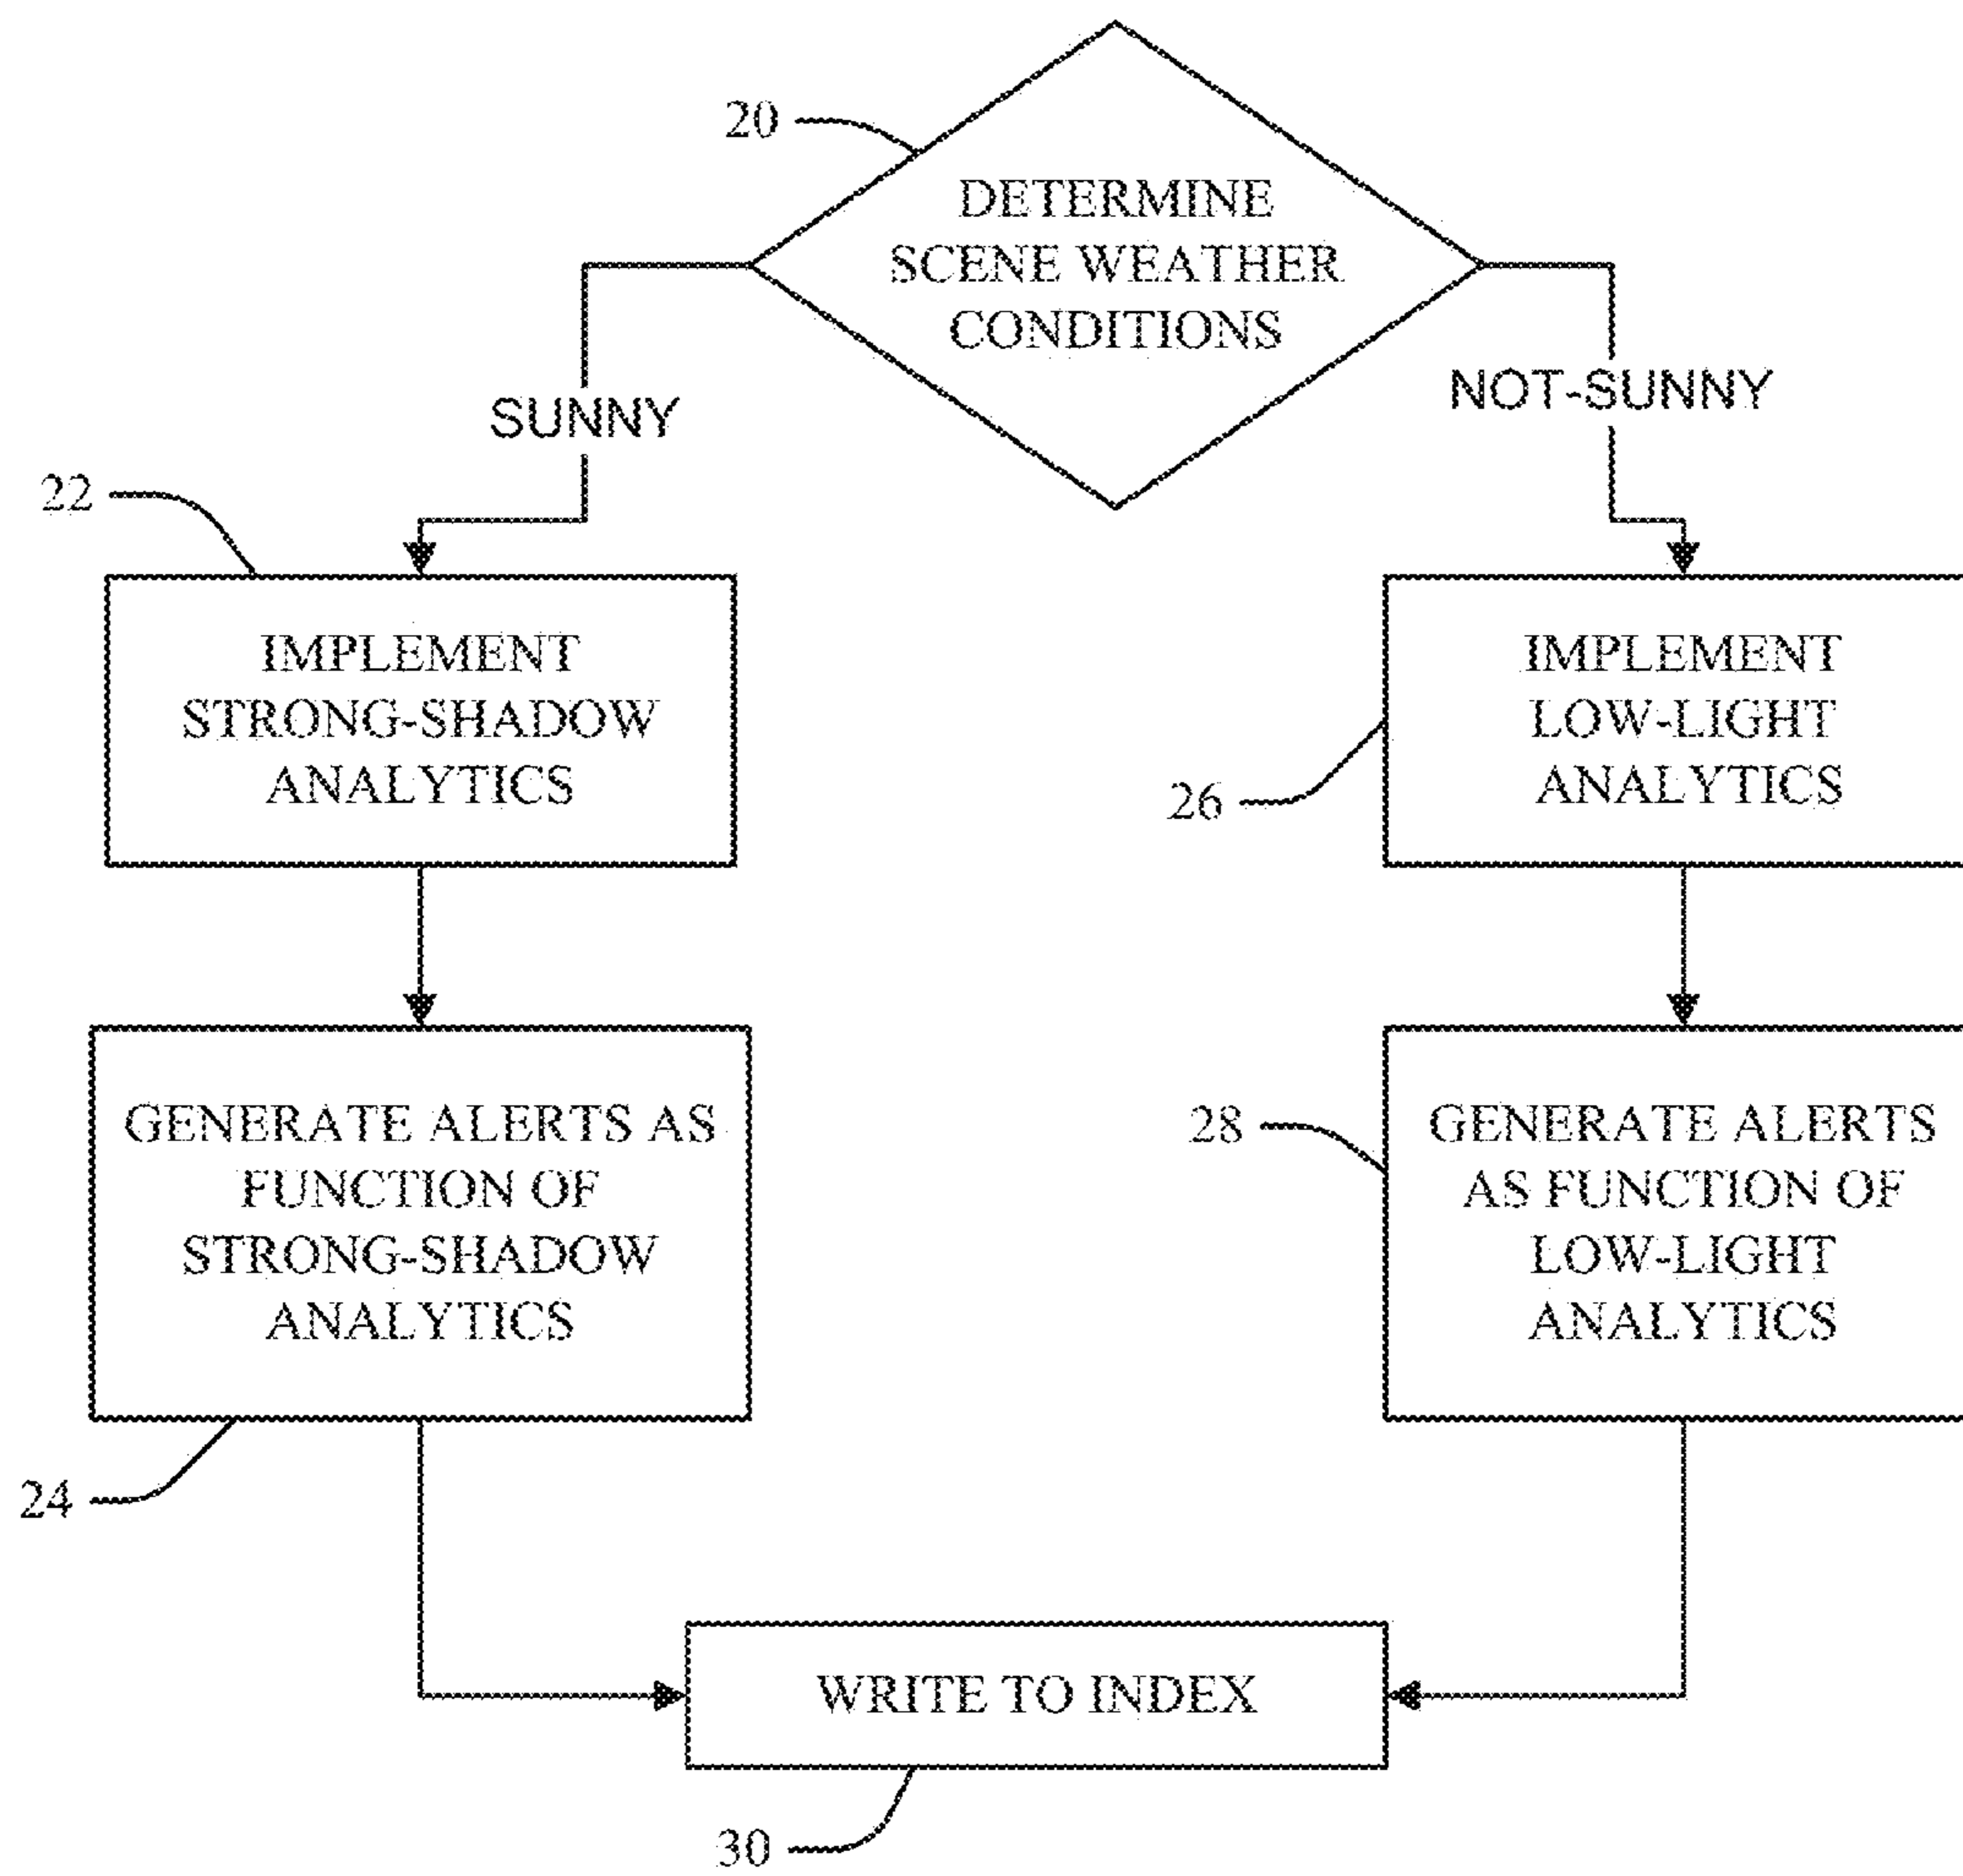 20
DETERMINE
SCENE WEATHER
CONDITIONS
SUNNY
NOT-SUNNY
22
IMPLEMENT
STRONG-SHADOW
ANALYTICS
IMPLEMENT
LOW-LIGHT
ANALYTICS
26
GENERATE ALERTS AS
FUNCTION OF
STRONG-SHADOW
ANALYTICS
28
GENERATE ALERTS
AS FUNCTION OF
LOW-LIGHT
ANALYTICS
24
WRITE TO INDEX
30